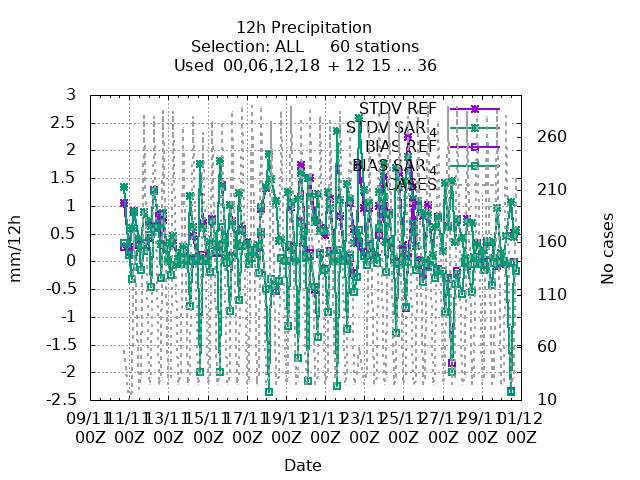 12h Precipitation
Selection: ALL 60 stations
Used 00,06,12,18 + 12 15 ... 36
3
2.5
2
1.5
1
0.5
0
-0.5
-1
-1.5
-2
-2.5
mm/12h
STDV REF
STDV SAR_4
BIAS REF
BIAS SAR_4
CASES
260
210
160
110
60
10
No cases
09/11 11/11 13/11 15/11 17/11 19/11 21/11 23/11 25/11 27/11 29/11 01/12
00Z 00Z 00Z 00Z 00Z 00Z 00Z 00Z 00Z 00Z 00Z 00Z
Date